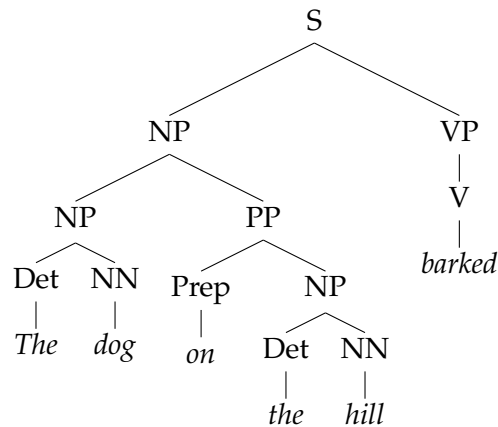 S
NP VP
NP PP V
Det NN Prep NP barked
The dog on Det NN
the hill